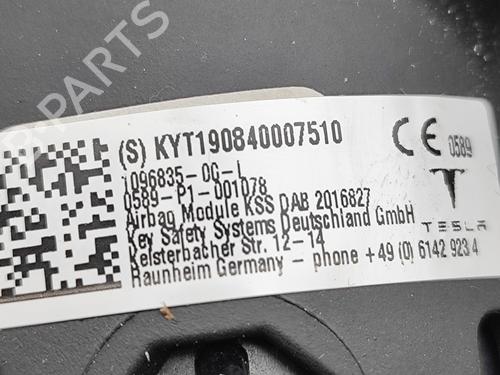 B-PARTS
(S) KYT190840007510
CE 0589
1096835-0G-L
0589-P1-001078
Airbag Module KSS DAB 2016827
Key Safety Systems Deutschland GmbH
Kelsterbacher Str. 12-14
Raunheim Germany - phone +49 (0) 6142 923 4
TESLA